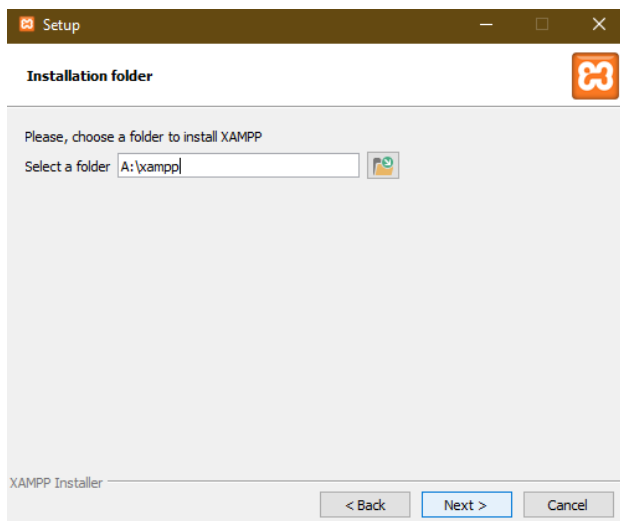 Setup
Installation folder
Please, choose a folder to install XAMPP
Select a folder A:\xampp
XAMPP Installer
< Back Next > Cancel